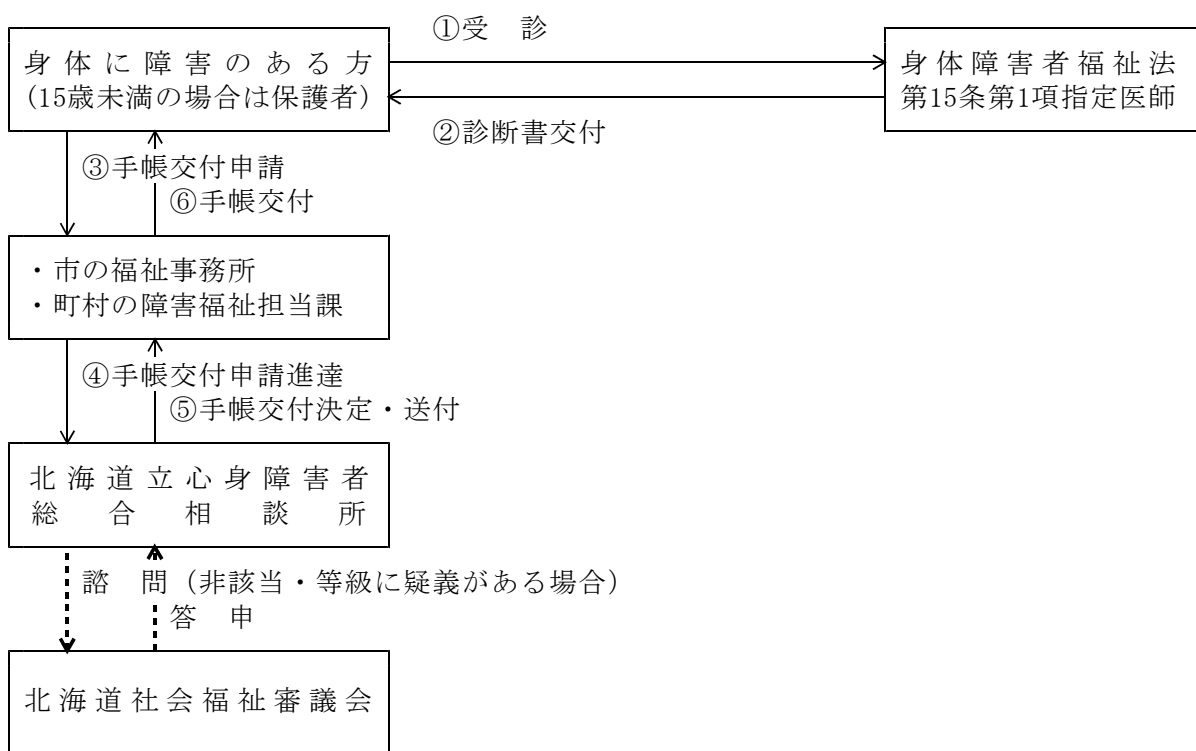 ①受　診
身体に障害のある方
(15歳未満の場合は保護者)
身体障害者福祉法
第15条第1項指定医師
②診断書交付
③手帳交付申請
⑥手帳交付
・市の福祉事務所
・町村の障害福祉担当課
④手帳交付申請進達
⑤手帳交付決定・送付
北海道立心身障害者
総合相談所
諮　問（非該当・等級に疑義がある場合）
答　申
北海道社会福祉審議会